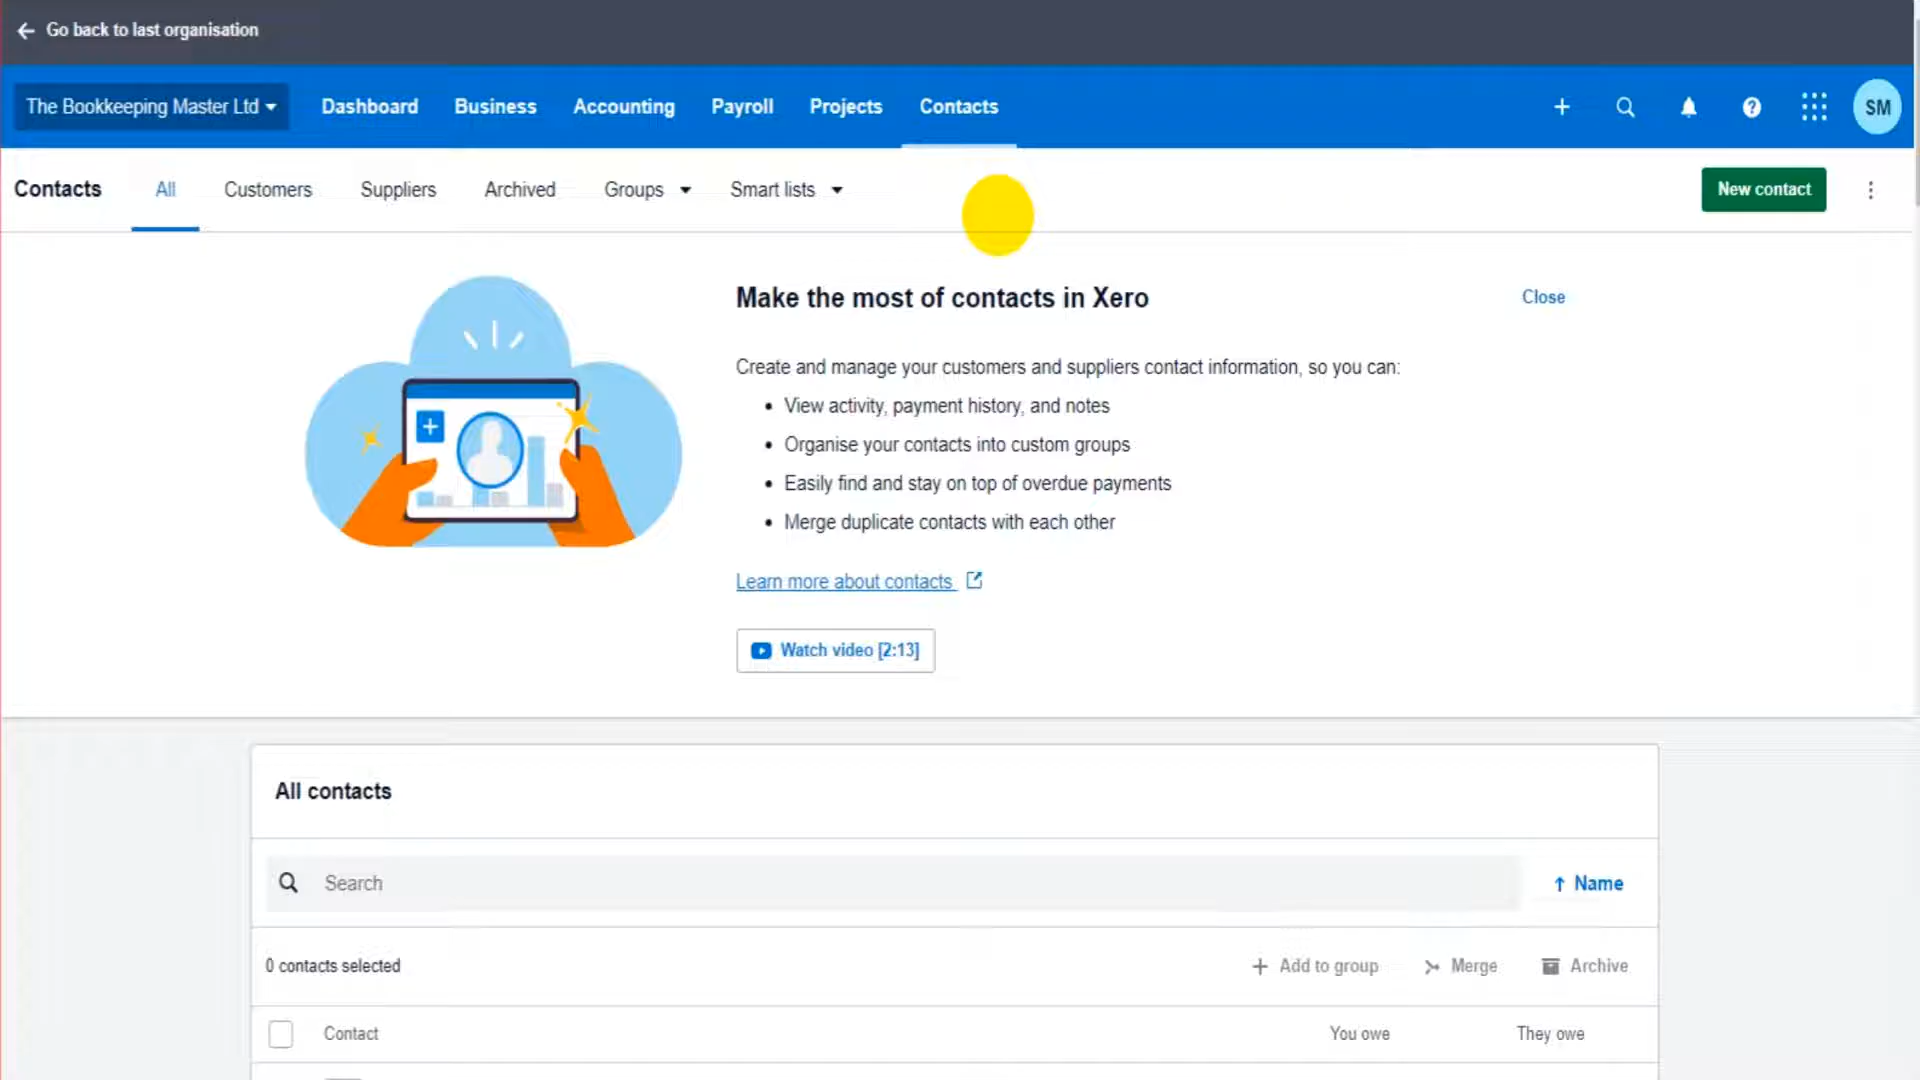 Go back to last organisation
The Bookkeeping Master Ltd Dashboard Business Accounting Payroll Projects Contacts SM
Contacts All Customers Suppliers Archived Groups Smart lists New contact
Make the most of contacts in Xero Close
Create and manage your customers and suppliers contact information, so you can:
View activity, payment history, and notes
Organise your contacts into custom groups
Easily find and stay on top of overdue payments
Merge duplicate contacts with each other
Learn more about contacts
Watch video [2:13]
All contacts
Search Name
0 contacts selected Add to group Merge Archive
Contact You owe They owe